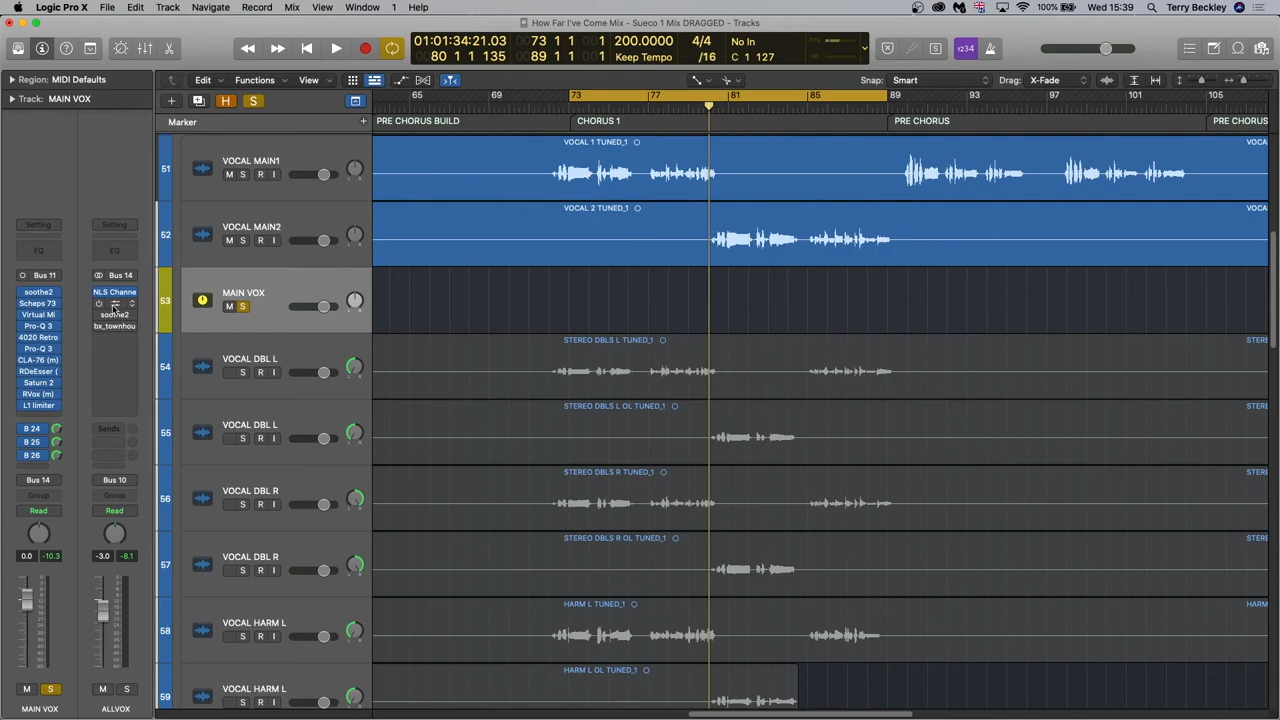 Logic Pro X File Edit Track Navigate Record Mix View Window 1 Help 100% Wed 15:39 Terry Beckley
How Far I've Come Mix - Sueco 1 Mix DRAGGED - Tracks
01:01:34:21.03 73 1 1 1 200.0000 4/4 No In
80 4 1 135 89 1 1 1 Keep Tempo /16 C 1 127
1234
Region: MIDI Defaults
Track: MAIN VOX
Edit Functions View Snap: Smart Drag: X-Fade
H S
65 69 73 77 81 85 89 93 97 101 105
Marker +
PRE CHORUS BUILD CHORUS 1 PRE CHORUS PRE CHORUS
51 VOCAL MAIN1 M S R I
VOCAL 1 TUNED_1 VOCA
52 VOCAL MAIN2 M S R I
VOCAL 2 TUNED_1
53 MAIN VOX M S
54 VOCAL DBL L S R I
STEREO DBLS L TUNED_1 STERE
55 VOCAL DBL L S R I
STEREO DBLS L OL TUNED_1
56 VOCAL DBL R S R I
STEREO DBLS R TUNED_1 STERE
57 VOCAL DBL R S R I
STEREO DBLS R OL TUNED_1
58 VOCAL HARM L S R I
HARM L TUNED_1 HARM
59 VOCAL HARM L S R I
HARM L OL TUNED_1
Setting Setting
EQ EQ
Bus 11 Bus 14
soothe2 NLS Channe
Scheps 73
Virtual Mi soothe2
Pro-Q 3 bx_townhou
4020 Retro
Pro-Q 3
CLA-76 (m)
RDeEsser (
Saturn 2
RVox (m)
L1 limiter
B 24 Sends
B 25
B 26
Bus 14 Bus 10
Group Group
Read Read
0.0 -10.3 -3.0 -8.1
M S M S
MAIN VOX ALLVOX